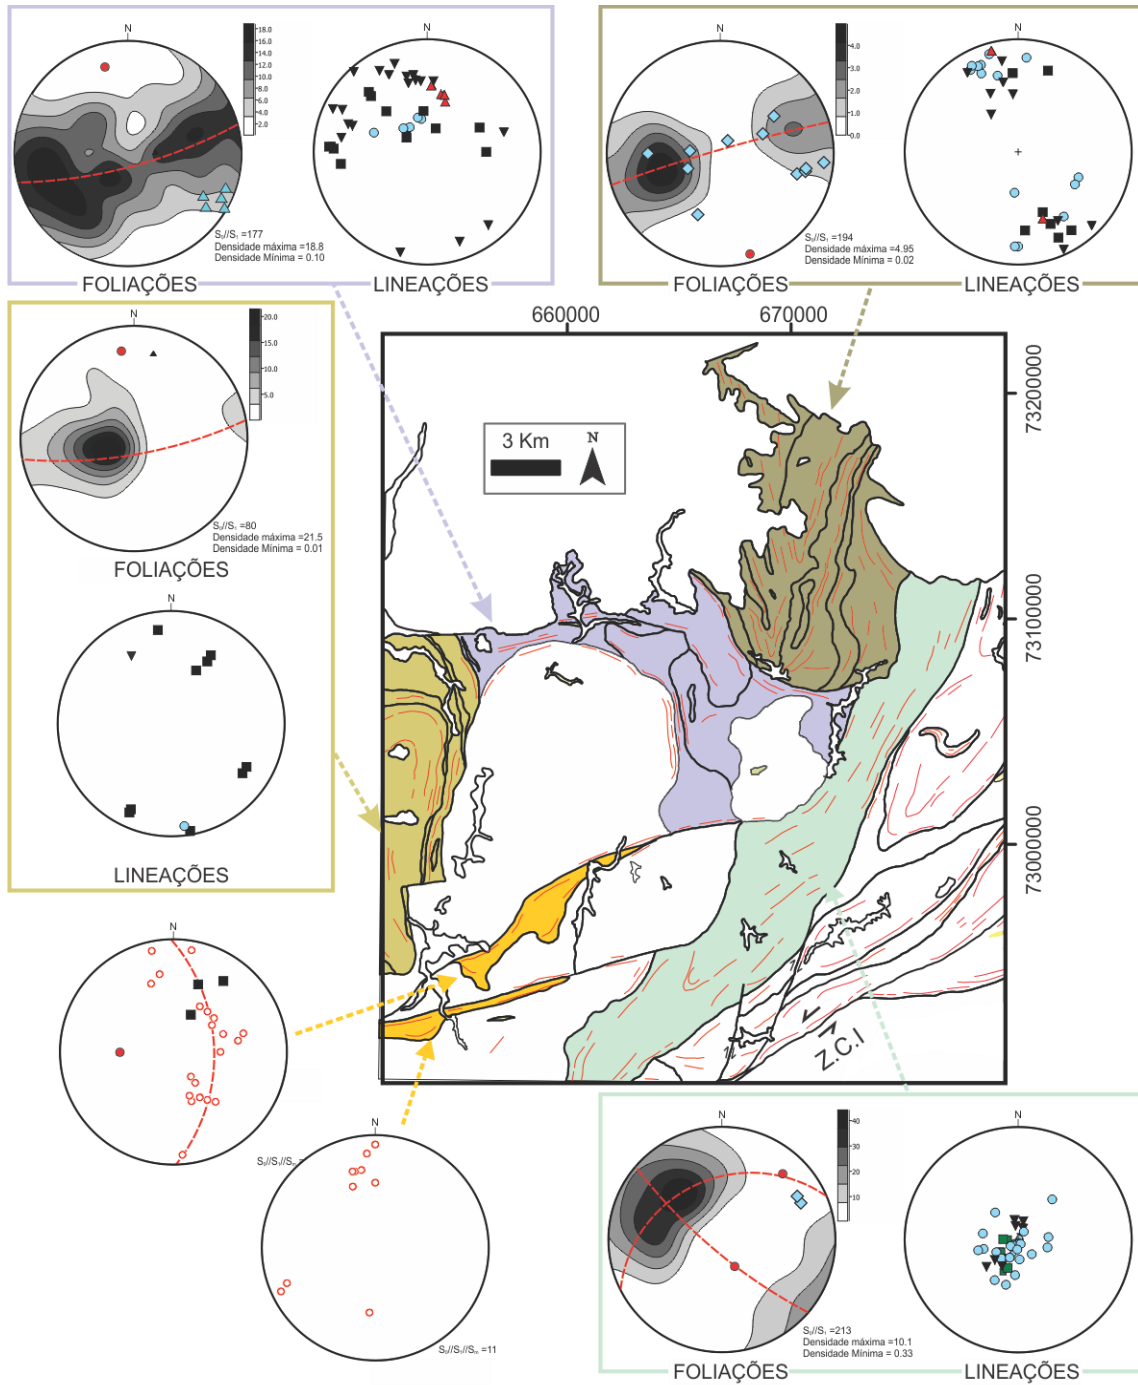 N
18.0
16.0
14.0
12.0
10.0
8.0
6.0
4.0
2.0
S₀//S₁ =177
Densidade máxima =18.8
Densidade Mínima = 0.10
FOLIAÇÕES
N
LINEAÇÕES
N
4.0
3.0
2.0
1.0
0.0
S₀//S₁ =194
Densidade máxima =4.95
Densidade Mínima = 0.02
FOLIAÇÕES
N
LINEAÇÕES
N
20.0
15.0
10.0
5.0
S₀//S₁ =80
Densidade máxima =21.5
Densidade Mínima = 0.01
FOLIAÇÕES
N
LINEAÇÕES
660000
670000
7320000
7310000
7300000
3 Km
N
Z.C.I
N
S₀//S₁//Sₘ =
N
S₀//S₁//Sₘ =11
N
40
30
20
10
S₀//S₁ =213
Densidade máxima =10.1
Densidade Mínima = 0.33
FOLIAÇÕES
N
LINEAÇÕES